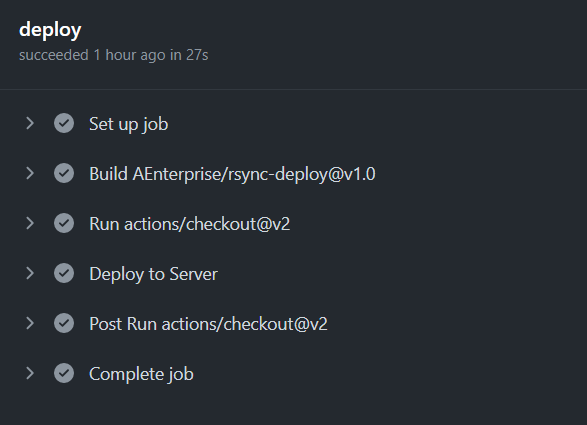 deploy
succeeded 1 hour ago in 27s
Set up job
Build AEnterprise/rsync-deploy@v1.0
Run actions/checkout@v2
Deploy to Server
Post Run actions/checkout@v2
Complete job